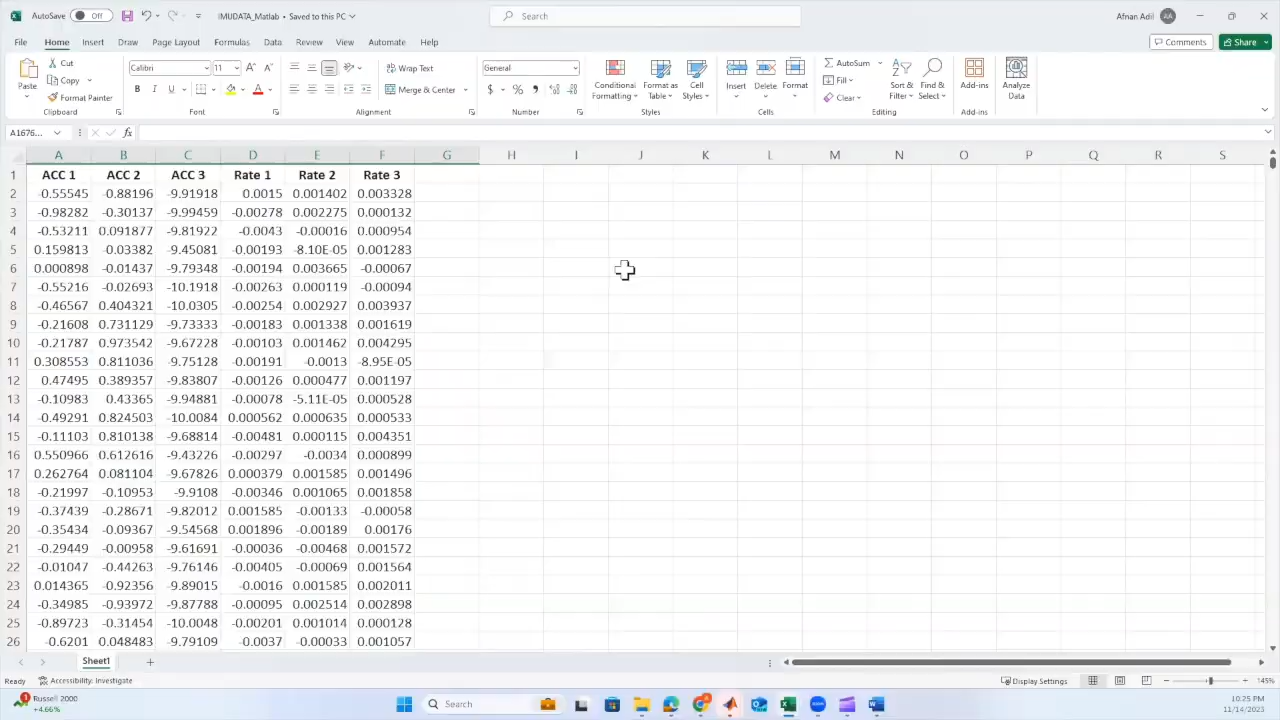 AutoSave Off IMUDATA_Matlab • Saved to this PC Search Afnan Adil AA
File Home Insert Draw Page Layout Formulas Data Review View Automate Help Comments Share
Paste Cut Copy Format Painter Clipboard
Calibri 11 B I U Font
Wrap Text Merge & Center Alignment
General $ % Number
Conditional Formatting Format as Table Cell Styles Styles
Insert Delete Format Cells
AutoSum Fill Clear Sort & Filter Find & Select Editing
Add-ins Add-ins
Analyze Data
A1676... fx
A B C D E F G H I J K L M N O P Q R S
1 ACC 1 ACC 2 ACC 3 Rate 1 Rate 2 Rate 3
2 -0.55545 -0.88196 -9.91918 0.0015 0.001402 0.003328
3 -0.98282 -0.30137 -9.99459 -0.00278 0.002275 0.000132
4 -0.53211 0.091877 -9.81922 -0.0043 -0.00016 0.000954
5 0.159813 -0.03382 -9.45081 -0.00193 -8.10E-05 0.001283
6 0.000898 -0.01437 -9.79348 -0.00194 0.003665 -0.00067
7 -0.55216 -0.02693 -10.1918 -0.00263 0.000119 -0.00094
8 -0.46567 0.404321 -10.0305 -0.00254 0.002927 0.003937
9 -0.21608 0.731129 -9.73333 -0.00183 0.001338 0.001619
10 -0.21787 0.973542 -9.67228 -0.00103 0.001462 0.004295
11 0.308553 0.811036 -9.75128 -0.00191 -0.0013 -8.95E-05
12 0.47495 0.389357 -9.83807 -0.00126 0.000477 0.001197
13 -0.10983 0.43365 -9.94881 -0.00078 -5.11E-05 0.000528
14 -0.49291 0.824503 -10.0084 0.000562 0.000635 0.000533
15 -0.11103 0.810138 -9.68814 -0.00481 0.000115 0.004351
16 0.550966 0.612616 -9.43226 -0.00297 -0.0034 0.000899
17 0.262764 0.081104 -9.67826 0.000379 0.001585 0.001496
18 -0.21997 -0.10953 -9.9108 -0.00346 0.001065 0.001858
19 -0.37439 -0.28671 -9.82012 0.001585 -0.00133 -0.00058
20 -0.35434 -0.09367 -9.54568 0.001896 -0.00189 0.00176
21 -0.29449 -0.00958 -9.61691 -0.00036 -0.00468 0.001572
22 -0.01047 -0.44263 -9.76146 -0.00405 -0.00069 0.001564
23 0.014365 -0.92356 -9.89015 -0.0016 0.001585 0.002011
24 -0.34985 -0.93972 -9.87788 -0.00095 0.002514 0.002898
25 -0.89723 -0.31454 -10.0048 -0.00201 0.001014 0.000128
26 -0.6201 0.048483 -9.79109 -0.0037 -0.00033 0.001057
Sheet1
Ready Accessibility: Investigate Display Settings 145%
Russell 2000 Search 10:25 PM
+4.66% 11/14/2023